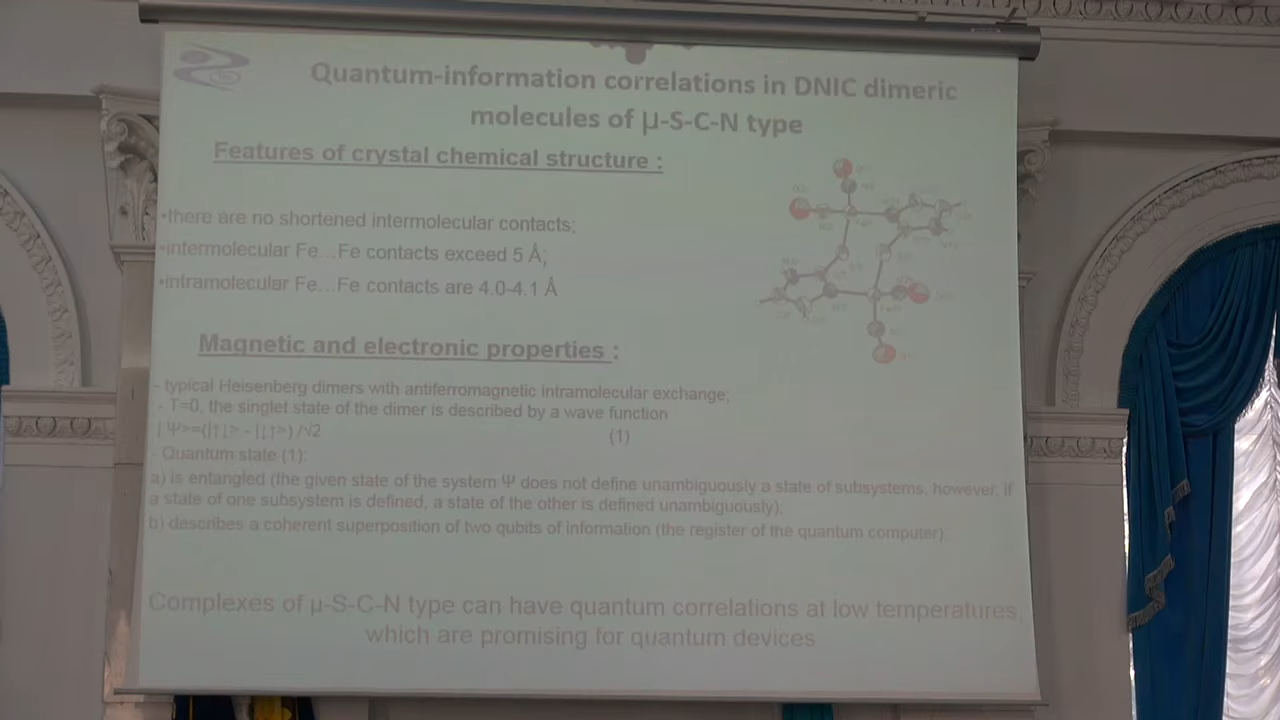 Quantum-information correlations in DNIC dimeric
molecules of μ-S-C-N type
Features of crystal chemical structure :
•there are no shortened intermolecular contacts;
•intermolecular Fe…Fe contacts exceed 5 Å;
•intramolecular Fe…Fe contacts are 4.0-4.1 Å
Magnetic and electronic properties :
- typical Heisenberg dimers with antiferromagnetic intramolecular exchange;
- T=0, the singlet state of the dimer is described by a wave function
| Ψ>=(|↑↓> - |↓↑>) /√2 (1)
- Quantum state (1):
a) is entangled (the given state of the system Ψ does not define unambiguously a state of subsystems, however, if
a state of one subsystem is defined, a state of the other is defined unambiguously);
b) describes a coherent superposition of two qubits of information (the register of the quantum computer).
Complexes of μ-S-C-N type can have quantum correlations at low temperatures,
which are promising for quantum devices